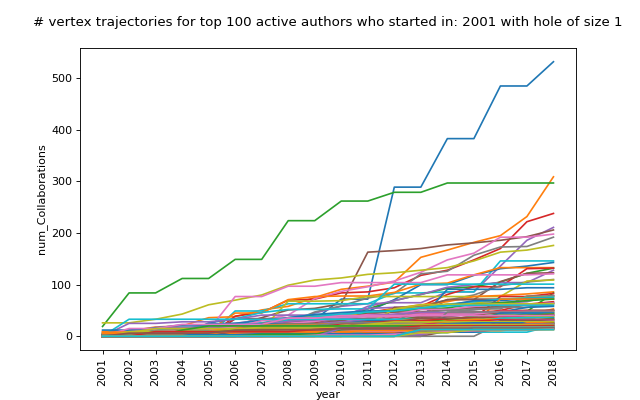 # vertex trajectories for top 100 active authors who started in: 2001 with hole of size 1
500
400
300
200
100
0
num_Collaborations
2001 2002 2003 2004 2005 2006 2007 2008 2009 2010 2011 2012 2013 2014 2015 2016 2017 2018
year